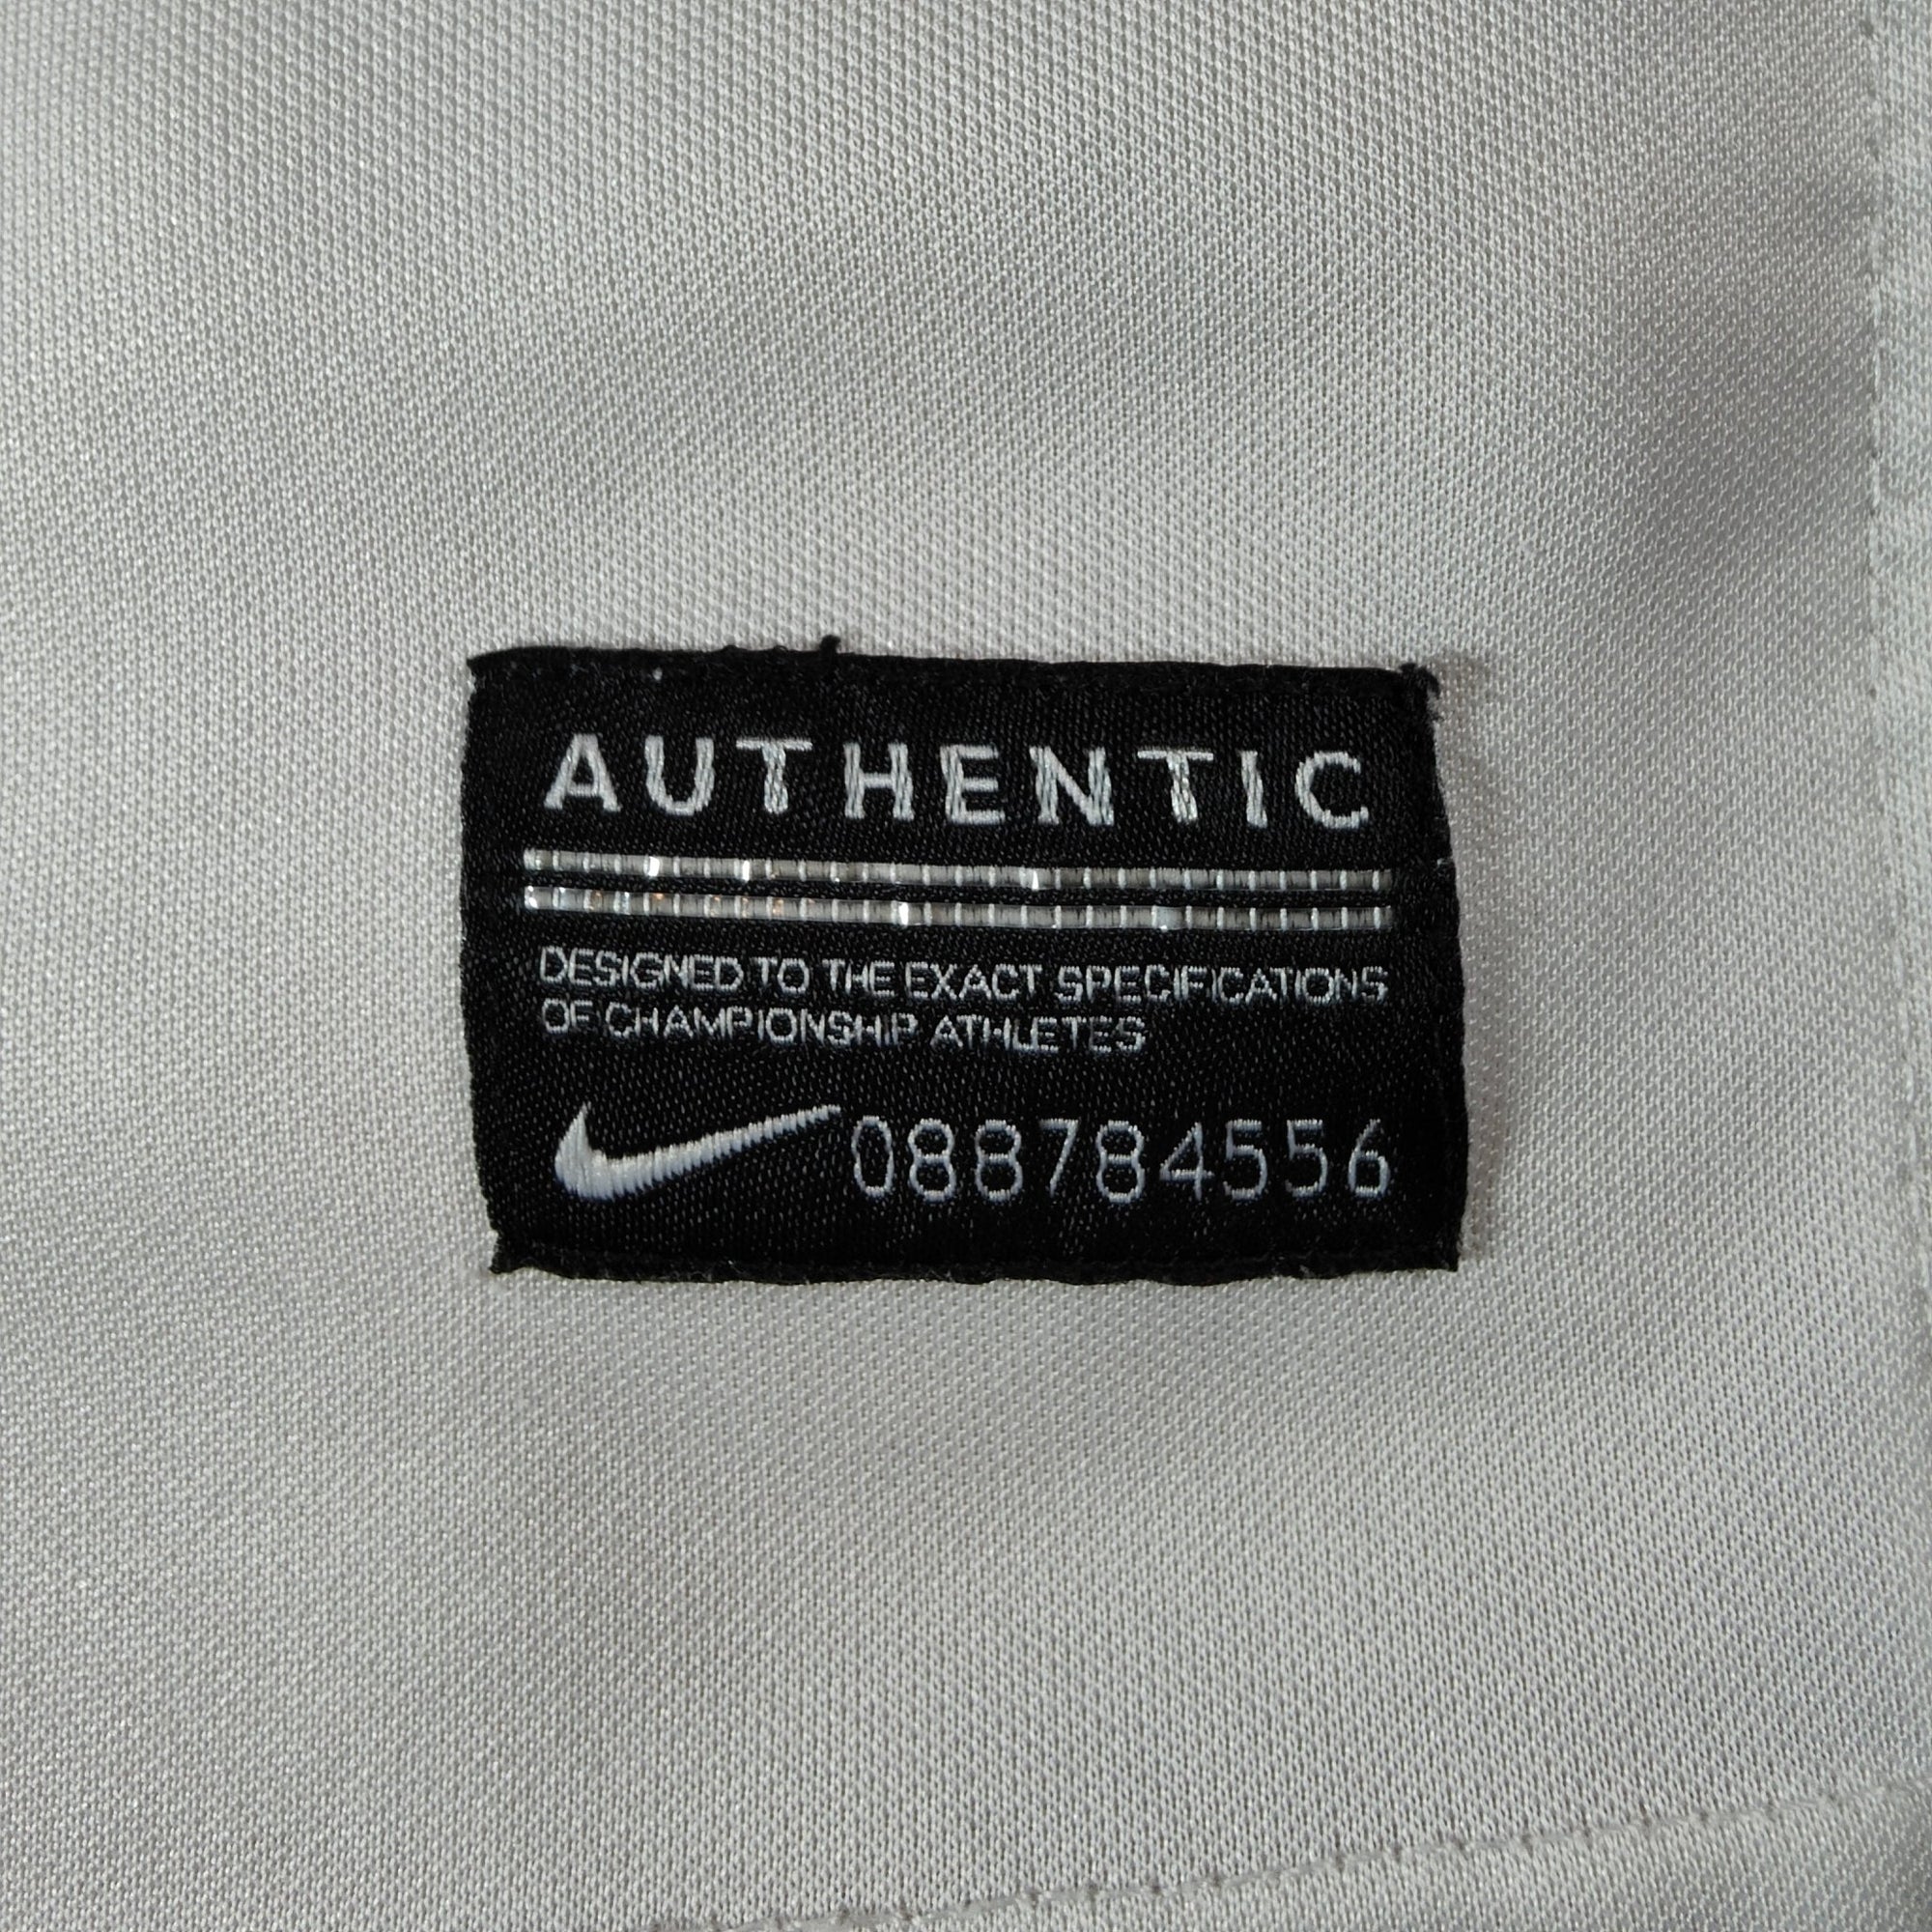 AUTHENTIC
DESIGNED TO THE EXACT SPECIFICATIONS
OF CHAMPIONSHIP ATHLETES
088784556